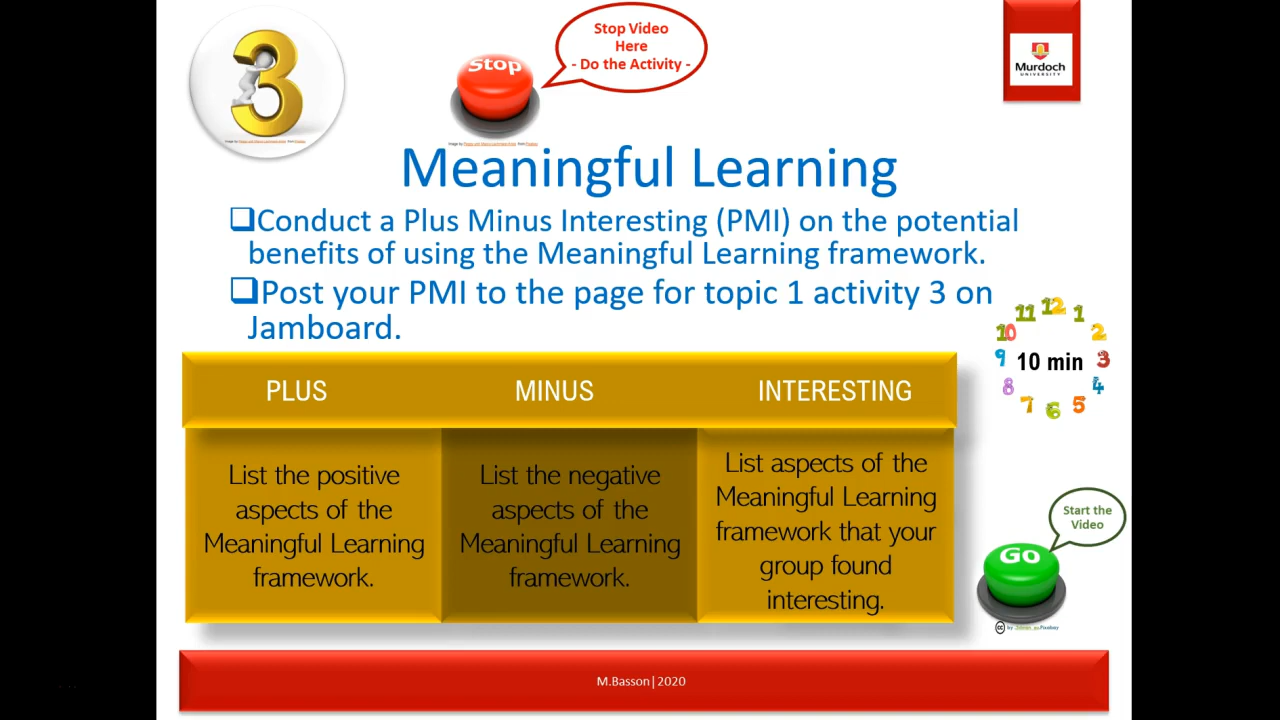 3
Stop Video
Here
- Do the Activity -
Stop
Murdoch
UNIVERSITY
Meaningful Learning
Conduct a Plus Minus Interesting (PMI) on the potential
benefits of using the Meaningful Learning framework.
Post your PMI to the page for topic 1 activity 3 on
Jamboard.
11 12 1
10 2
9 10 min 3
8 4
7 6 5
PLUS MINUS INTERESTING
List the positive
aspects of the
Meaningful Learning
framework.
List the negative
aspects of the
Meaningful Learning
framework.
List aspects of the
Meaningful Learning
framework that your
group found
interesting.
Start the
Video
Go
M.Basson| 2020